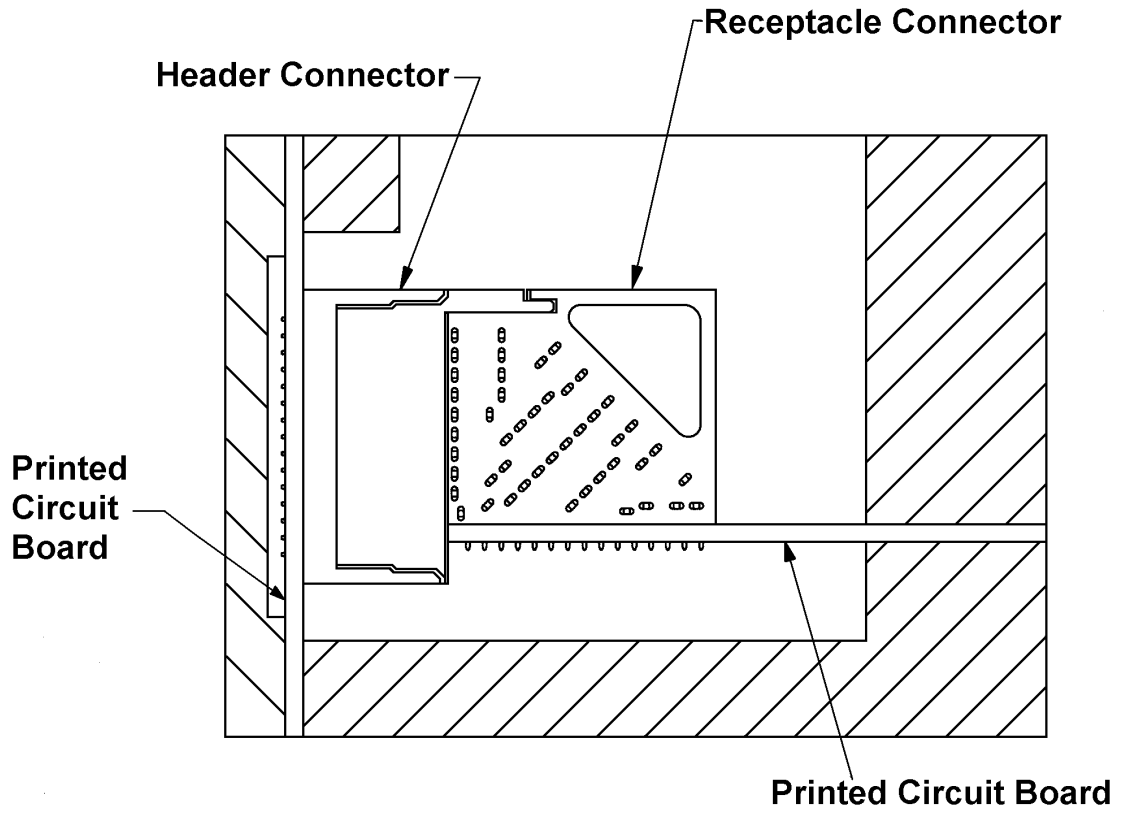 Receptacle Connector
Header Connector
Printed
Circuit
Board
Printed Circuit Board